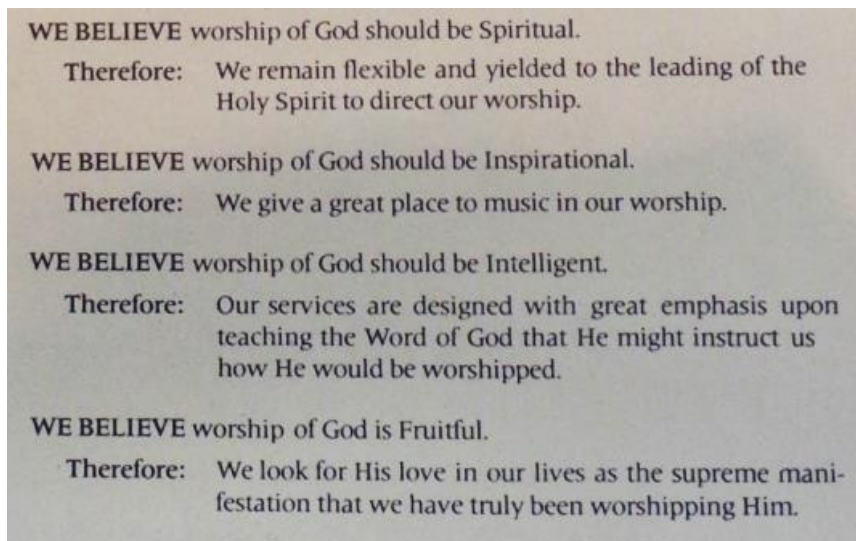 WE BELIEVE worship of God should be Spiritual.
Therefore: We remain flexible and yielded to the leading of the
Holy Spirit to direct our worship.
WE BELIEVE worship of God should be Inspirational.
Therefore: We give a great place to music in our worship.
WE BELIEVE worship of God should be Intelligent.
Therefore: Our services are designed with great emphasis upon
teaching the Word of God that He might instruct us
how He would be worshipped.
WE BELIEVE worship of God is Fruitful.
Therefore: We look for His love in our lives as the supreme mani-
festation that we have truly been worshipping Him.